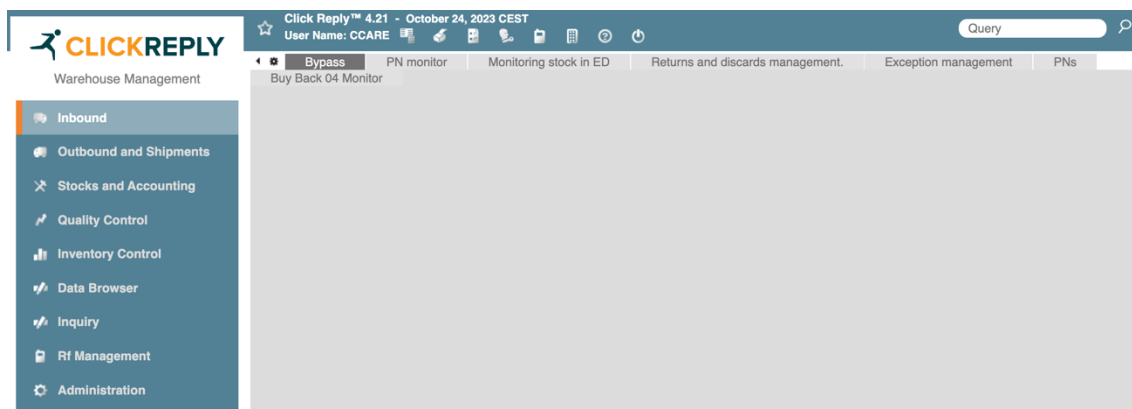 CLICKREPLY
Warehouse Management
Inbound
Outbound and Shipments
Stocks and Accounting
Quality Control
Inventory Control
Data Browser
Inquiry
Rf Management
Administration
Click Reply™ 4.21 - October 24, 2023 CEST
User Name: CCARE
Query
Bypass PN monitor Monitoring stock in ED Returns and discards management. Exception management PNs
Buy Back 04 Monitor